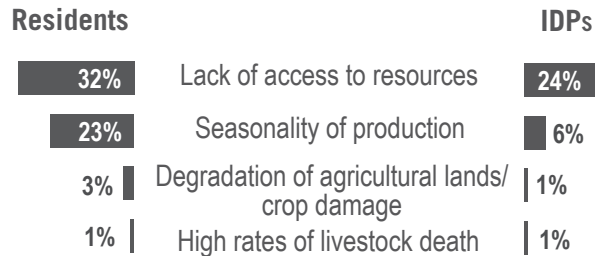 Residents IDPs
32% Lack of access to resources 24%
23% Seasonality of production 6%
3% Degradation of agricultural lands/ 1%
crop damage
1% High rates of livestock death 1%